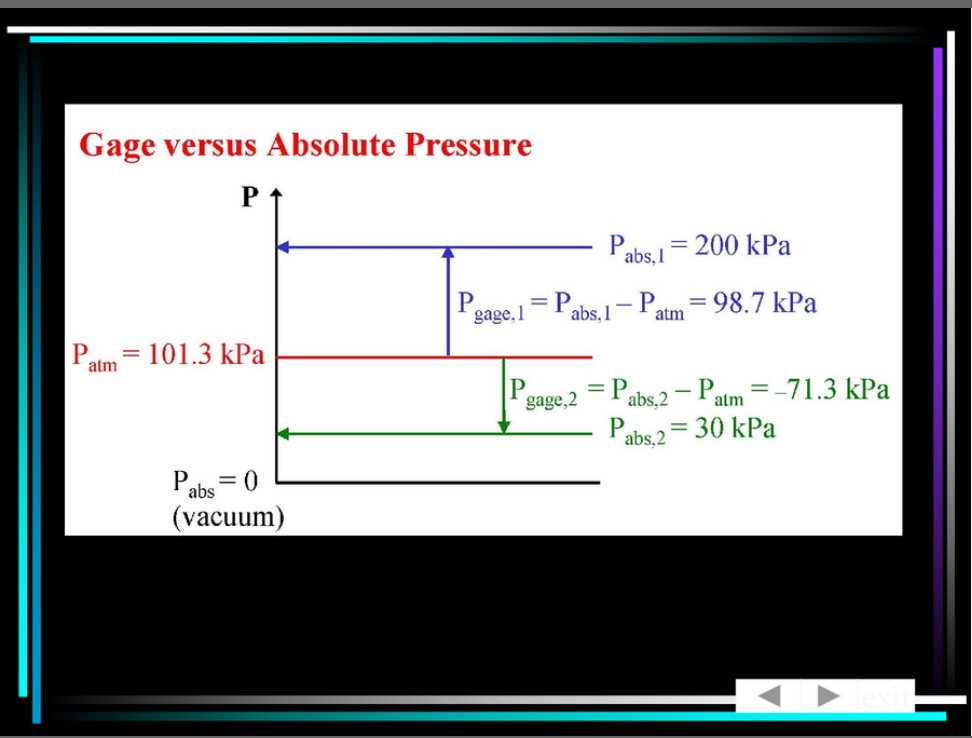 Gage versus Absolute Pressure
P
Pabs,1 = 200 kPa
Pgage,1 = Pabs,1 – Patm = 98.7 kPa
Patm = 101.3 kPa
Pgage,2 = Pabs,2 – Patm = –71.3 kPa
Pabs,2 = 30 kPa
Pabs = 0
(vacuum)
exit